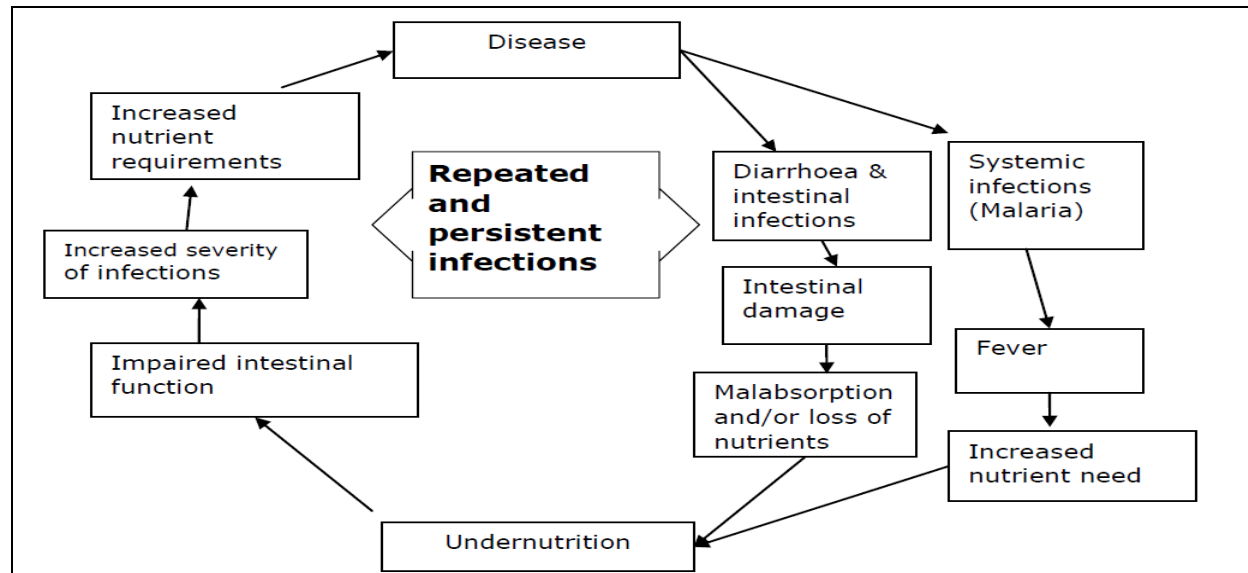 Disease
Increased
nutrient
requirements
Repeated
and
persistent
infections
Diarrhoea &
intestinal
infections
Systemic
infections
(Malaria)
Increased severity
of infections
Intestinal
damage
Impaired intestinal
function
Fever
Malabsorption
and/or loss of
nutrients
Increased
nutrient need
Undernutrition